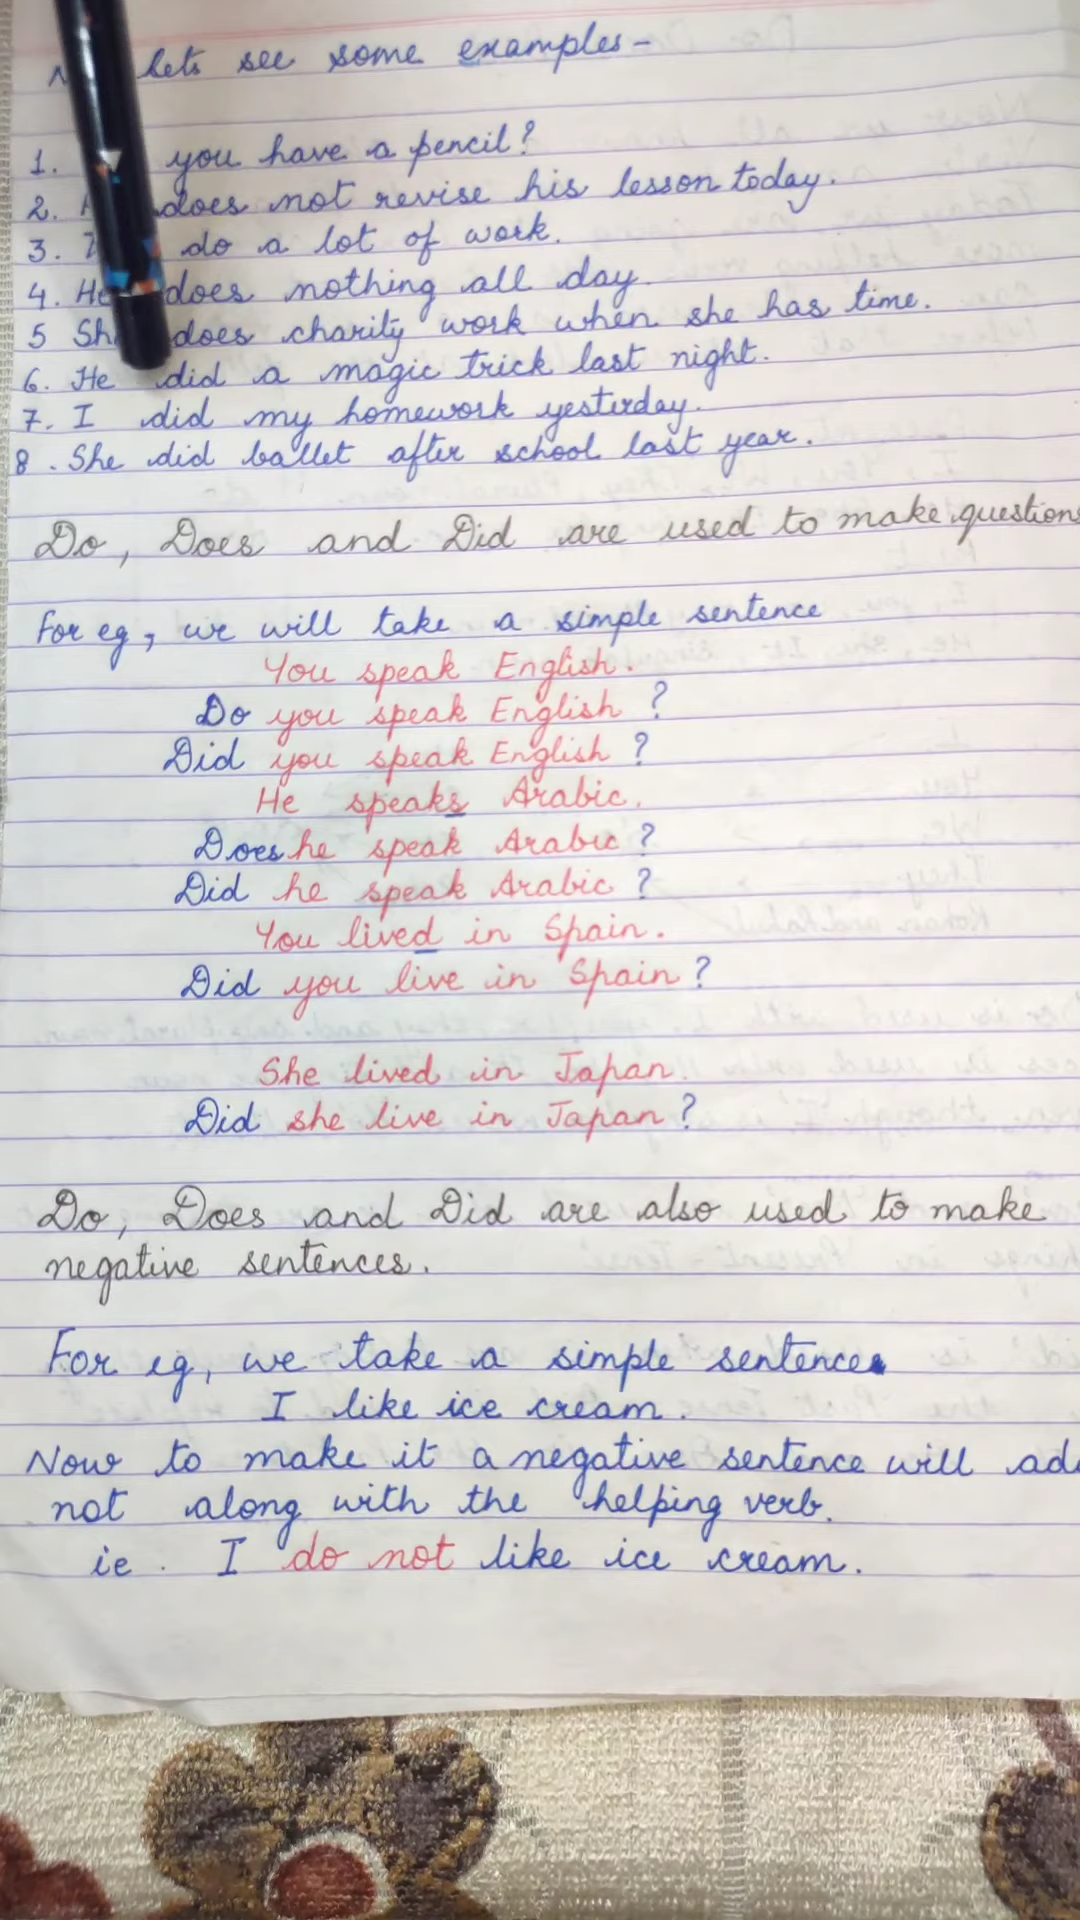 lets see some examples-
1. you have a pencil?
2. does not revise his lesson today.
3. do a lot of work.
4. He does nothing all day.
5 She does charity work when she has time.
6. He did a magic trick last night.
7. I did my homework yesterday.
8. She did ballet after school last year.
Do, Does and Did are used to make questions
For eg, we will take a simple sentence
You speak English.
Do you speak English?
Did you speak English?
He speaks Arabic.
Does he speak Arabic?
Did he speak Arabic?
You lived in Spain.
Did you live in Spain?
She lived in Japan.
Did she live in Japan?
Do, Does and Did are also used to make
negative sentences.
For eg, we take a simple sentence
I like ice cream.
Now to make it a negative sentence will ad
not along with the helping verb.
ie. I do not like ice cream.